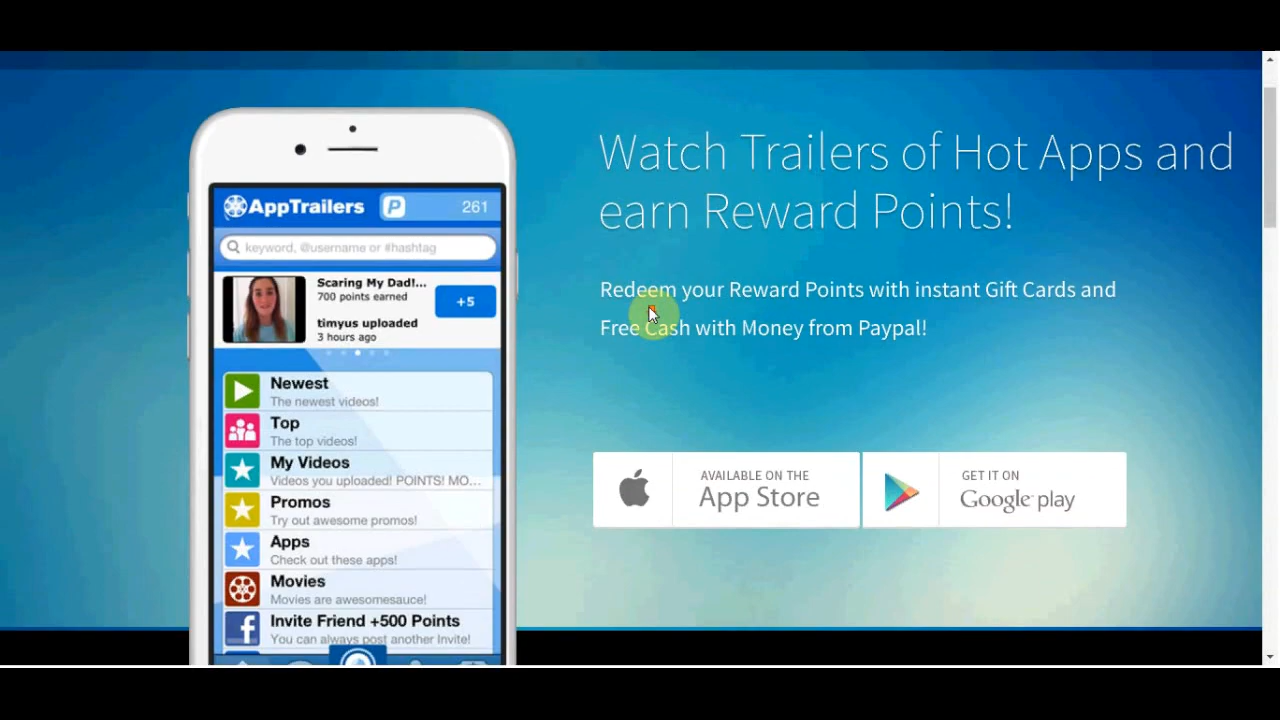 Watch Trailers of Hot Apps and
earn Reward Points!
Redeem your Reward Points with instant Gift Cards and
Free Cash with Money from Paypal!
AVAILABLE ON THE
App Store
GET IT ON
Google play
AppTrailers
P
261
keyword, @username or #hashtag
Scaring My Dad!...
700 points earned
+5
timyus uploaded
3 hours ago
Newest
The newest videos!
Top
The top videos!
My Videos
Videos you uploaded! POINTS! MO...
Promos
Try out awesome promos!
Apps
Check out these apps!
Movies
Movies are awesomesauce!
Invite Friend +500 Points
You can always post another Invite!